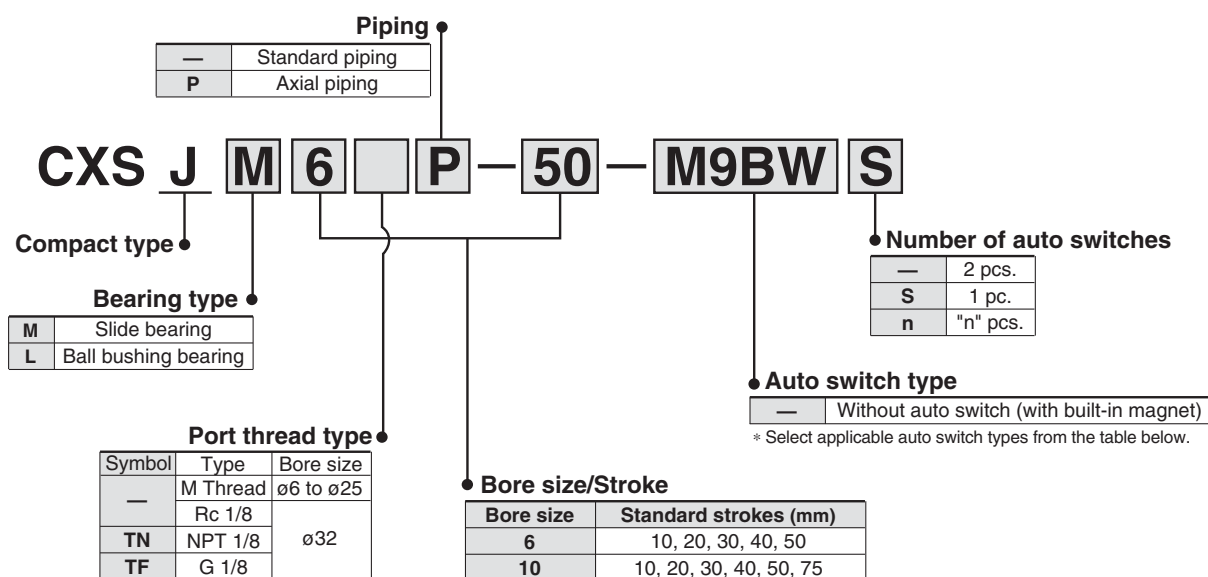 Piping
— Standard piping
P Axial piping
CXS J M 6 P — 50 — M9BW S
Compact type
Number of auto switches
— 2 pcs.
S 1 pc.
n "n" pcs.
Bearing type
M Slide bearing
L Ball bushing bearing
Auto switch type
— Without auto switch (with built-in magnet)
* Select applicable auto switch types from the table below.
Port thread type
Symbol Type Bore size
— M Thread ø6 to ø25
Rc 1/8 ø32
TN NPT 1/8
TF G 1/8
Bore size/Stroke
Bore size Standard strokes (mm)
6 10, 20, 30, 40, 50
10 10, 20, 30, 40, 50, 75